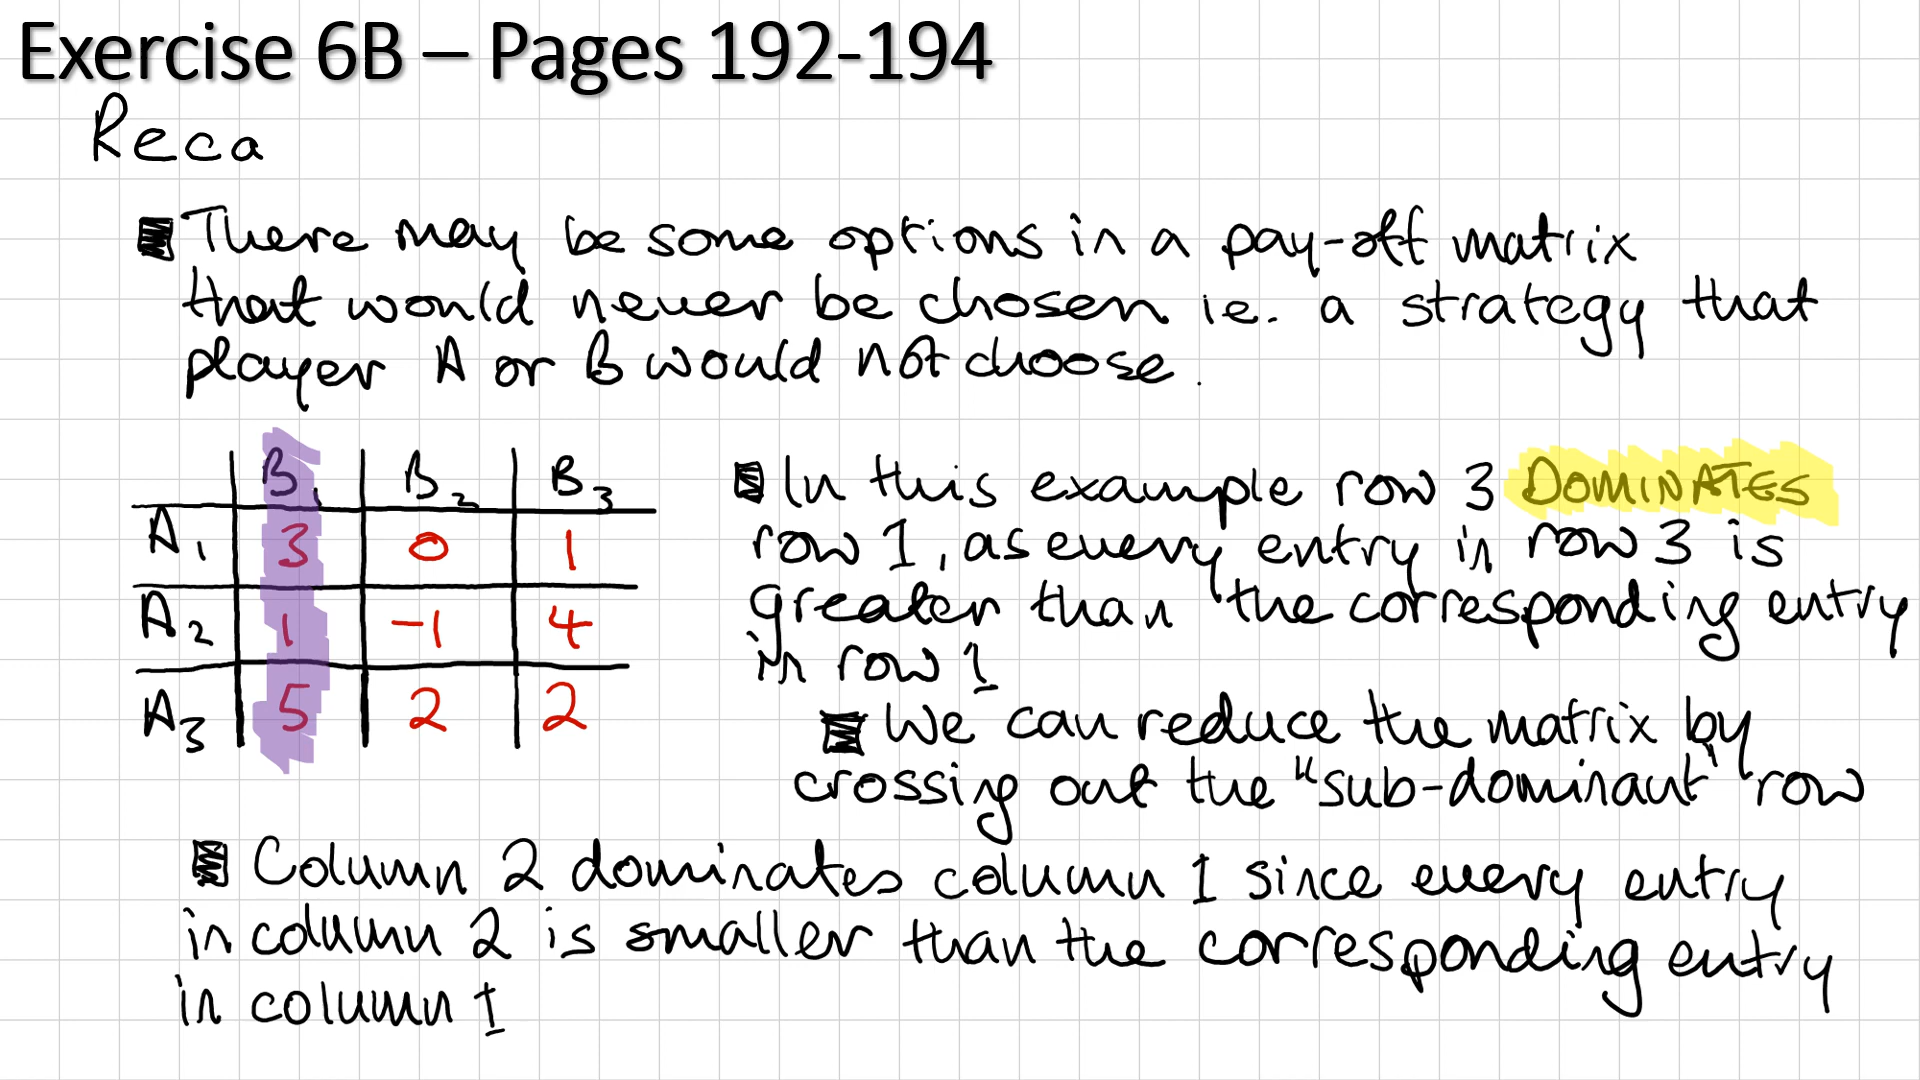 Exercise 6B – Pages 192-194
Reca
There may be some options in a pay-off matrix
that would never be chosen ie. a strategy that
player A or B would not choose.
B1 B2 B3
A1 3 0 1
A2 1 -1 4
A3 5 2 2
In this example row 3 DOMINATES
row 1, as every entry in row 3 is
greater than the corresponding entry
in row 1
We can reduce the matrix by
crossing out the "sub-dominant" row
Column 2 dominates column 1 since every entry
in column 2 is smaller than the corresponding entry
in column 1